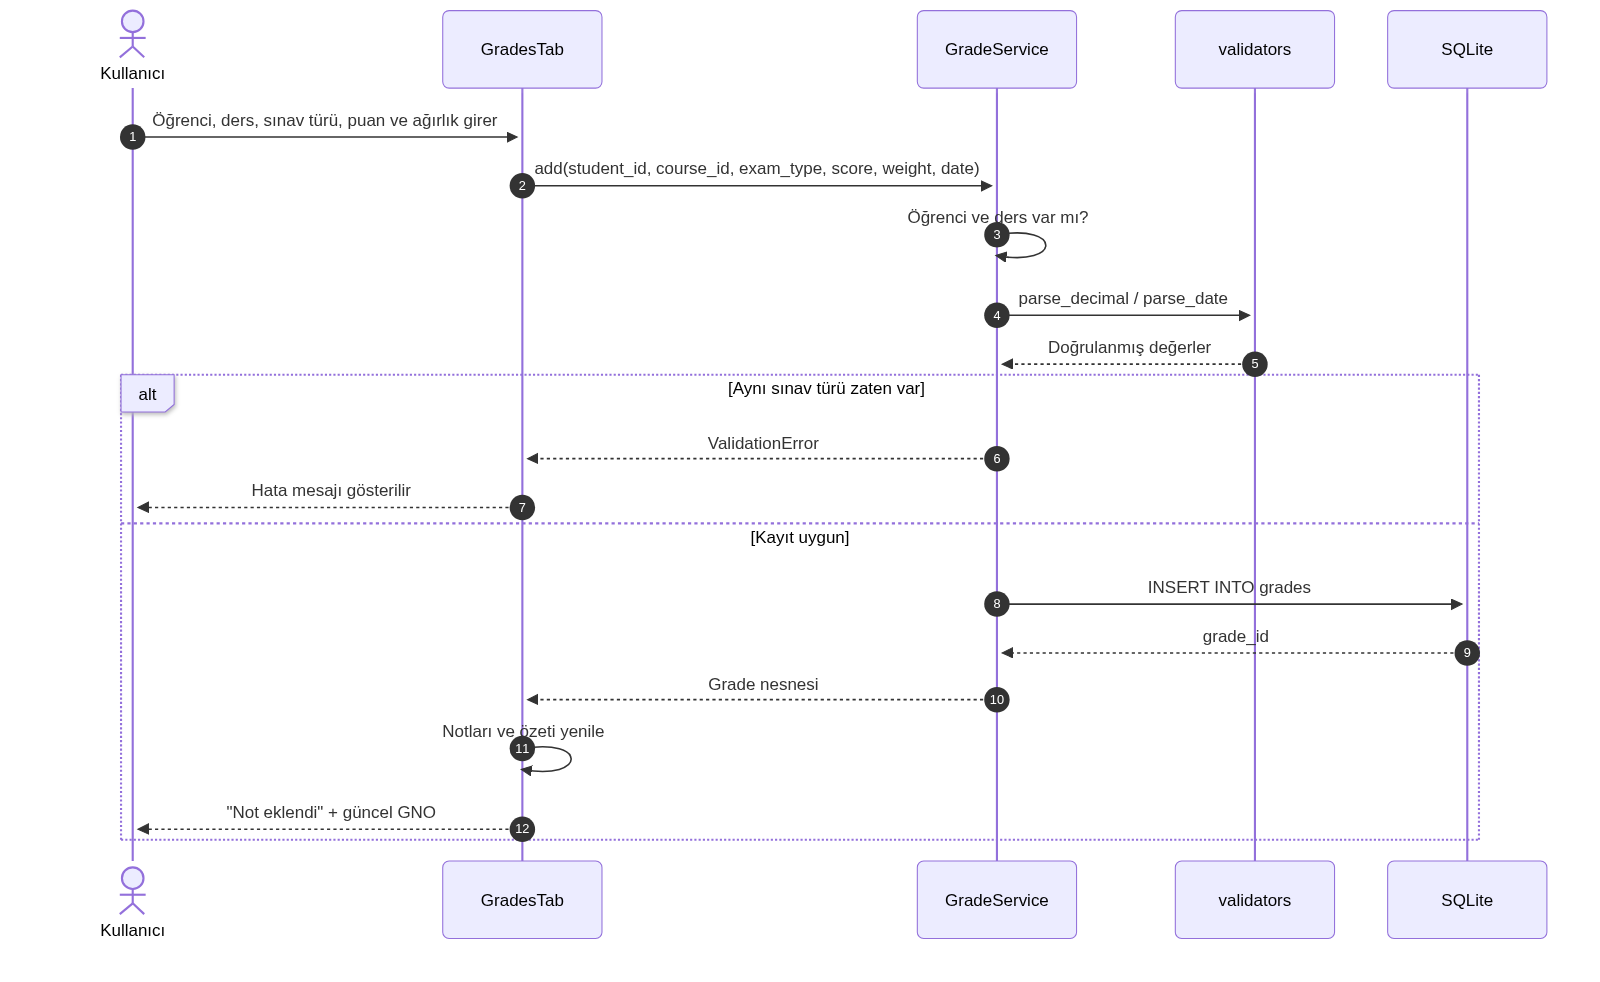 Kullanıcı
GradesTab
GradeService
validators
SQLite
Öğrenci, ders, sınav türü, puan ve ağırlık girer
1
add(student_id, course_id, exam_type, score, weight, date)
2
Öğrenci ve ders var mı?
3
parse_decimal / parse_date
4
Doğrulanmış değerler
5
alt
[Aynı sınav türü zaten var]
ValidationError
6
Hata mesajı gösterilir
7
[Kayıt uygun]
INSERT INTO grades
8
grade_id
9
Grade nesnesi
10
Notları ve özeti yenile
11
"Not eklendi" + güncel GNO
12
Kullanıcı
GradesTab
GradeService
validators
SQLite